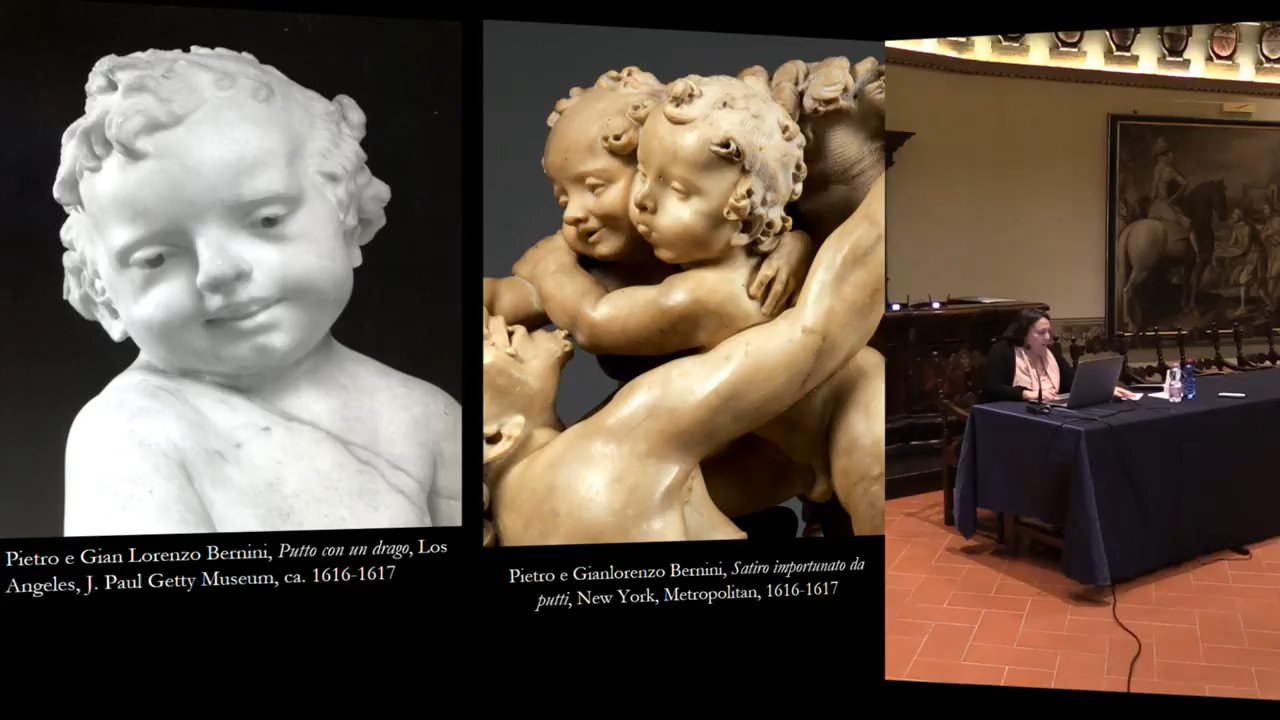 Pietro e Gian Lorenzo Bernini, Putto con un drago, Los
Angeles, J. Paul Getty Museum, ca. 1616-1617
Pietro e Gianlorenzo Bernini, Satiro importunato da
putti, New York, Metropolitan, 1616-1617